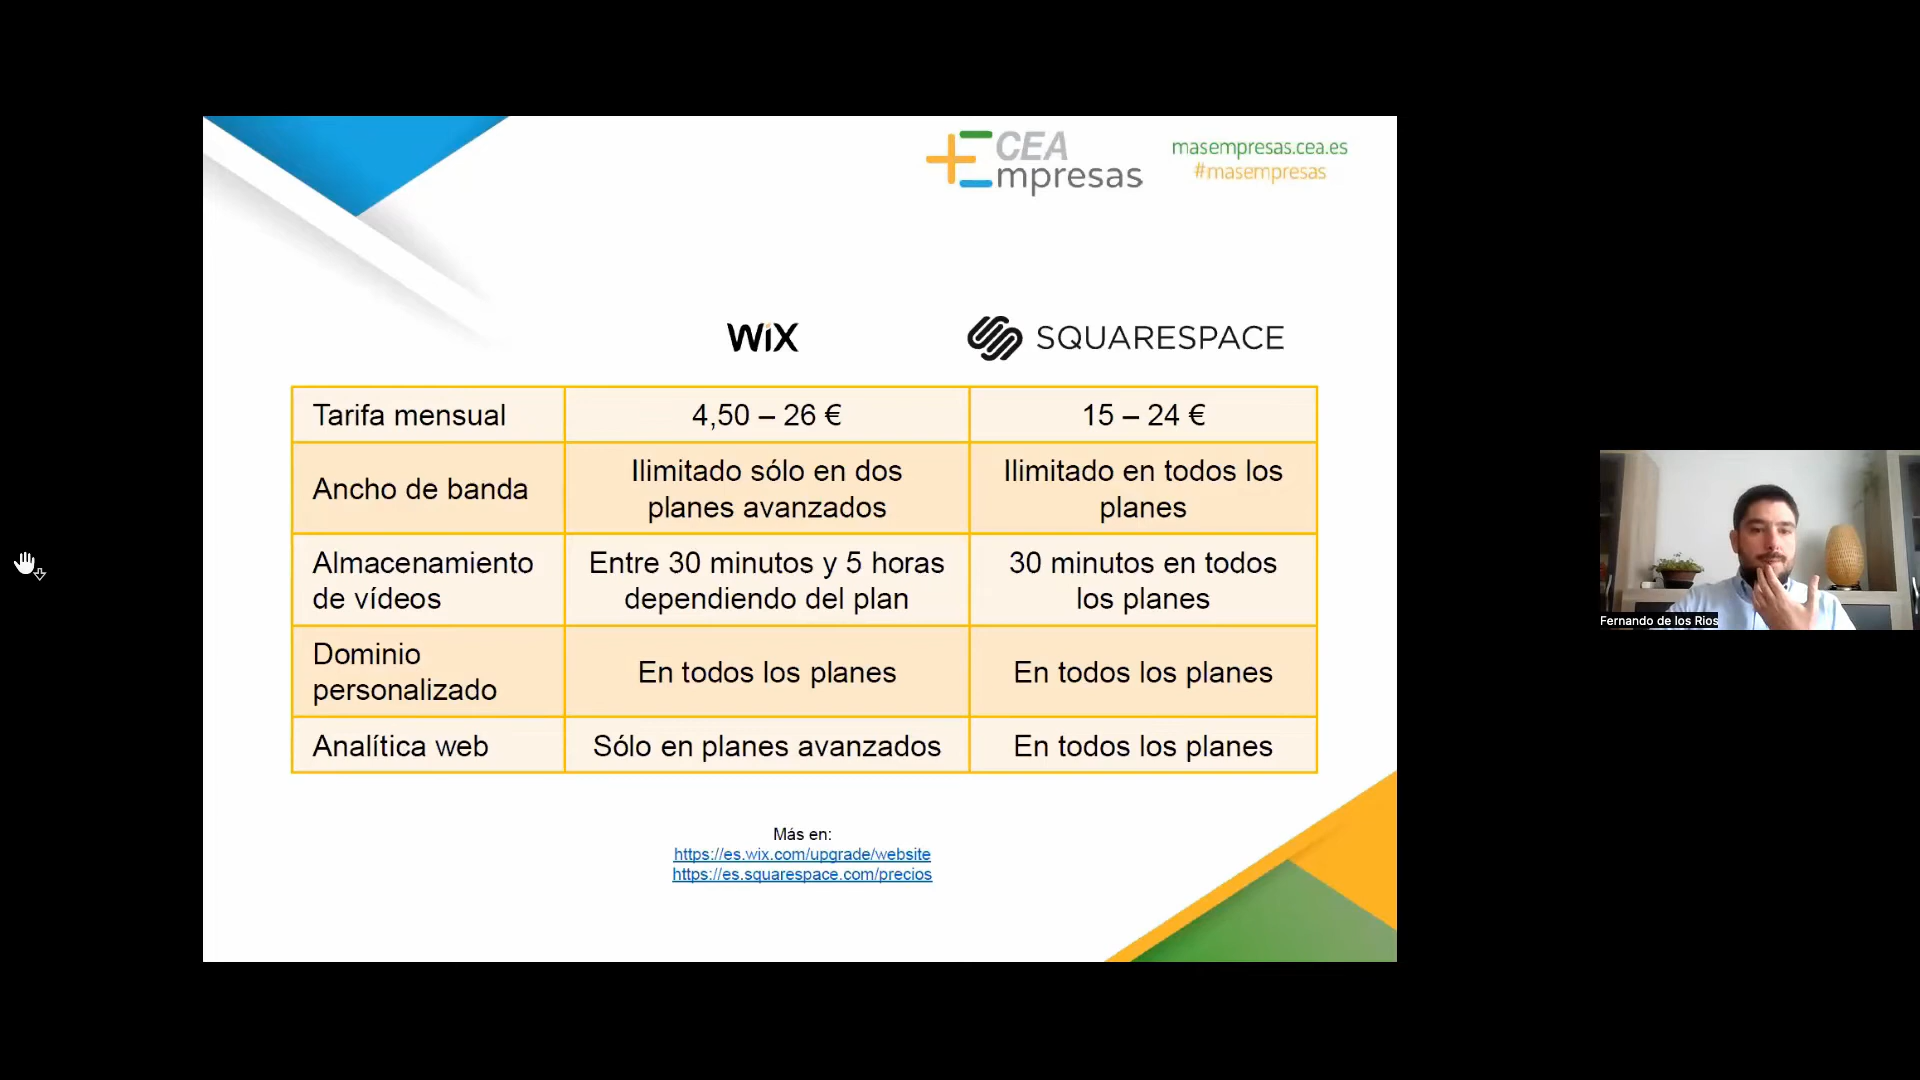 CEA
Empresas
masempresas.cea.es
#masempresas
WiX
SQUARESPACE
Tarifa mensual
4,50 – 26 €
15 – 24 €
Ancho de banda
Ilimitado sólo en dos
planes avanzados
Ilimitado en todos los
planes
Almacenamiento
de vídeos
Entre 30 minutos y 5 horas
dependiendo del plan
30 minutos en todos
los planes
Dominio
personalizado
En todos los planes
En todos los planes
Analítica web
Sólo en planes avanzados
En todos los planes
Más en:
https://es.wix.com/upgrade/website
https://es.squarespace.com/precios
Fernando de los Rios